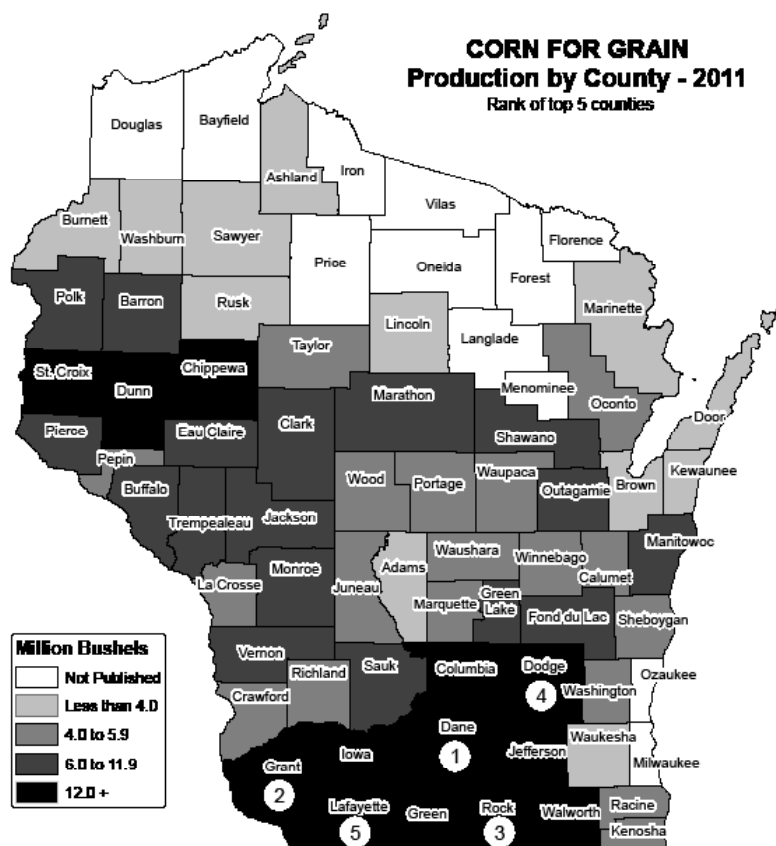 CORN FOR GRAIN
Production by County - 2011
Rank of top 5 counties
Douglas
Bayfield
Ashland
Iron
Vilas
Florence
Burnett
Washburn
Sawyer
Price
Oneida
Forest
Marinette
Polk
Barron
Rusk
Lincoln
Langlade
Taylor
Oconto
St. Croix
Dunn
Chippewa
Menominee
Marathon
Door
Pierce
Eau Claire
Clark
Shawano
Pepin
Buffalo
Trempealeau
Jackson
Wood
Portage
Waupaca
Outagamie
Brown
Kewaunee
La Crosse
Monroe
Juneau
Adams
Waushara
Winnebago
Calumet
Manitowoc
Marquette
Green
Lake
Fond du Lac
Sheboygan
Vernon
Richland
Sauk
Columbia
Dodge
4
Washington
Ozaukee
Crawford
Iowa
Dane
1
Jefferson
Waukesha
Milwaukee
Grant
2
Lafayette
5
Green
Rock
3
Walworth
Racine
Kenosha
Million Bushels
Not Published
Less than 4.0
4.0 to 5.9
6.0 to 11.9
12.0 +